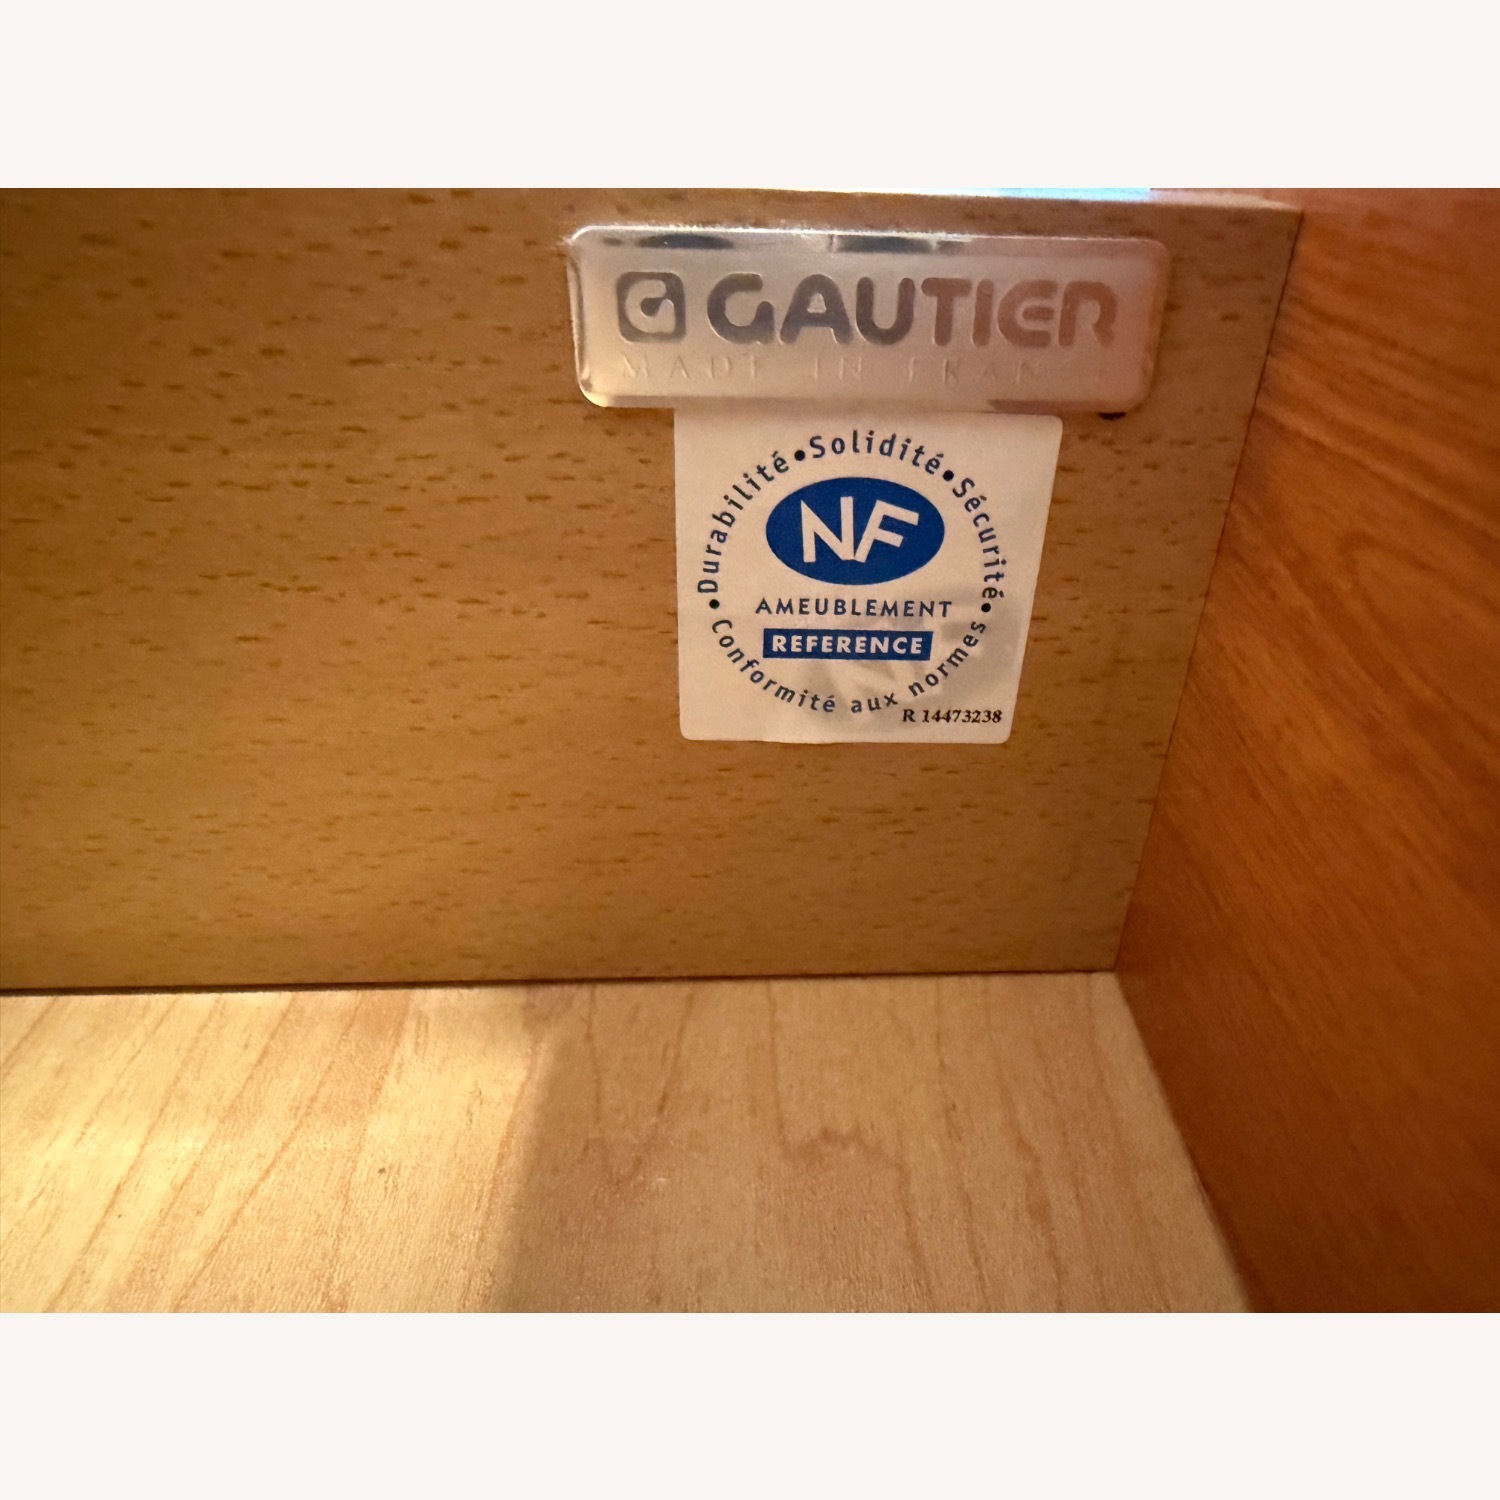 GAUTIER
MADE IN FRANCE
• Durabilité • Solidité • Sécurité •
NF
AMEUBLEMENT
REFERENCE
Conformité aux normes
R 14473238